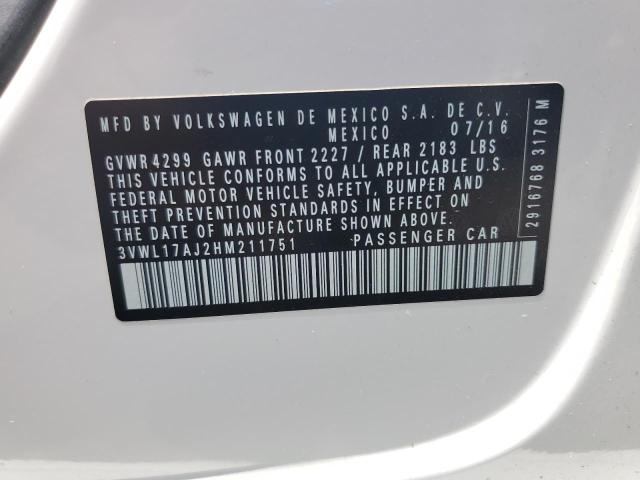 MFD BY VOLKSWAGEN DE MEXICO S.A. DE C.V.
MEXICO 07/16
GVWR 4299 GAWR FRONT 2227 / REAR 2183 LBS
THIS VEHICLE CONFORMS TO ALL APPLICABLE U.S.
FEDERAL MOTOR VEHICLE SAFETY, BUMPER AND
THEFT PREVENTION STANDARDS IN EFFECT ON
THE DATE OF MANUFACTURE SHOWN ABOVE.
3VWL17AJ2HM211751 PASSENGER CAR
2916768 3176 M